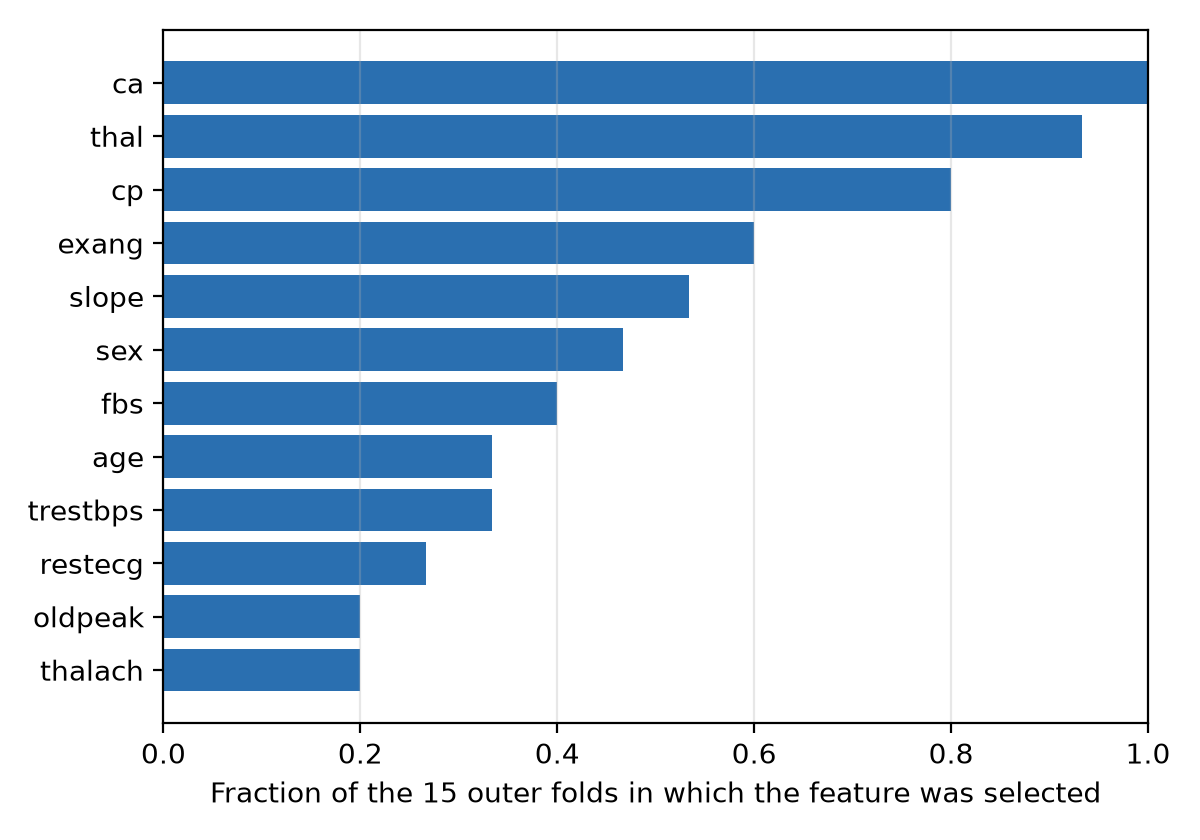 ca
thal
cp
exang
slope
sex
fbs
age
trestbps
restecg
oldpeak
thalach
0.0 0.2 0.4 0.6 0.8 1.0
Fraction of the 15 outer folds in which the feature was selected